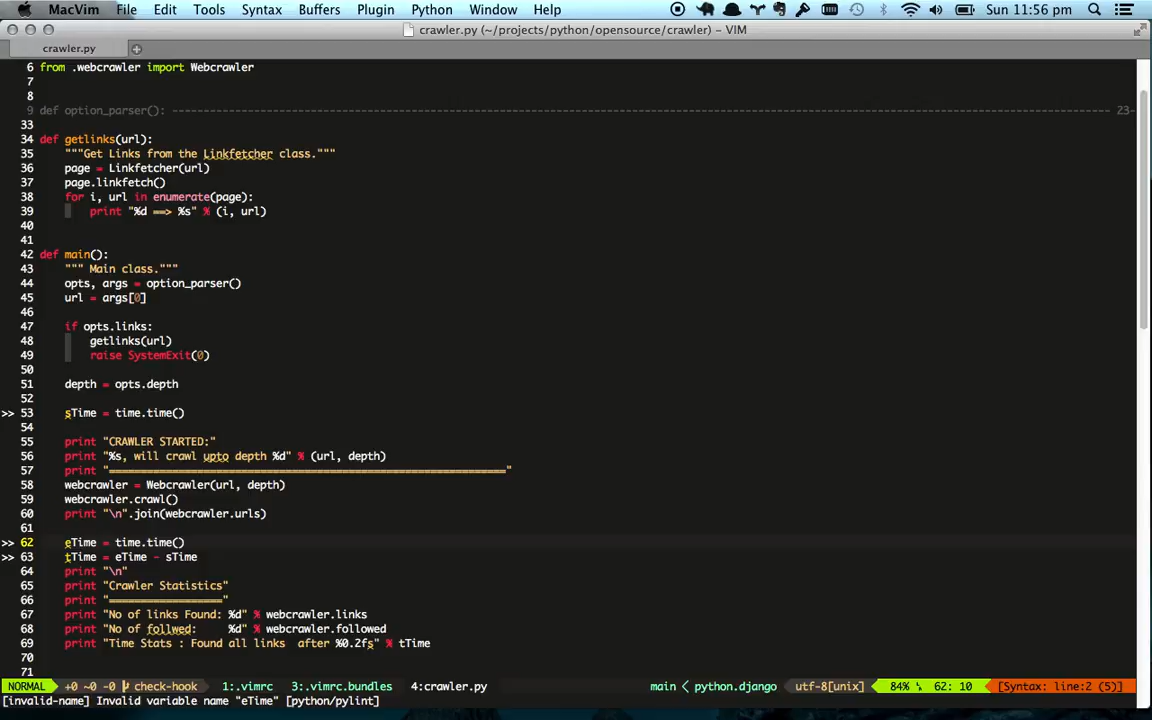 MacVim File Edit Tools Syntax Buffers Plugin Python Window Help Sun 11:56 pm
crawler.py (~/projects/python/opensource/crawler) – VIM
crawler.py
6 from .webcrawler import Webcrawler
7
8
9 def option_parser(): 23
33
34 def getlinks(url):
35 """Get Links from the Linkfetcher class."""
36 page = Linkfetcher(url)
37 page.linkfetch()
38 for i, url in enumerate(page):
39 print "%d ==> %s" % (i, url)
40
41
42 def main():
43 """ Main class."""
44 opts, args = option_parser()
45 url = args[0]
46
47 if opts.links:
48 getlinks(url)
49 raise SystemExit(0)
50
51 depth = opts.depth
52
>> 53 sTime = time.time()
54
55 print "CRAWLER STARTED:"
56 print "%s, will crawl upto depth %d" % (url, depth)
57 print "==============================================================="
58 webcrawler = Webcrawler(url, depth)
59 webcrawler.crawl()
60 print "\n".join(webcrawler.urls)
61
>> 62 eTime = time.time()
>> 63 tTime = eTime - sTime
64 print "\n"
65 print "Crawler Statistics"
66 print "=================="
67 print "No of links Found: %d" % webcrawler.links
68 print "No of follwed:    %d" % webcrawler.followed
69 print "Time Stats : Found all links  after %0.2fs" % tTime
70
71
NORMAL +0 ~0 -0 check-hook 1:.vimrc 3:.vimrc.bundles 4:crawler.py main < python.django utf-8[unix] 84% 62: 10 [Syntax: line:2 (5)]
[invalid-name] Invalid variable name "eTime" [python/pylint]